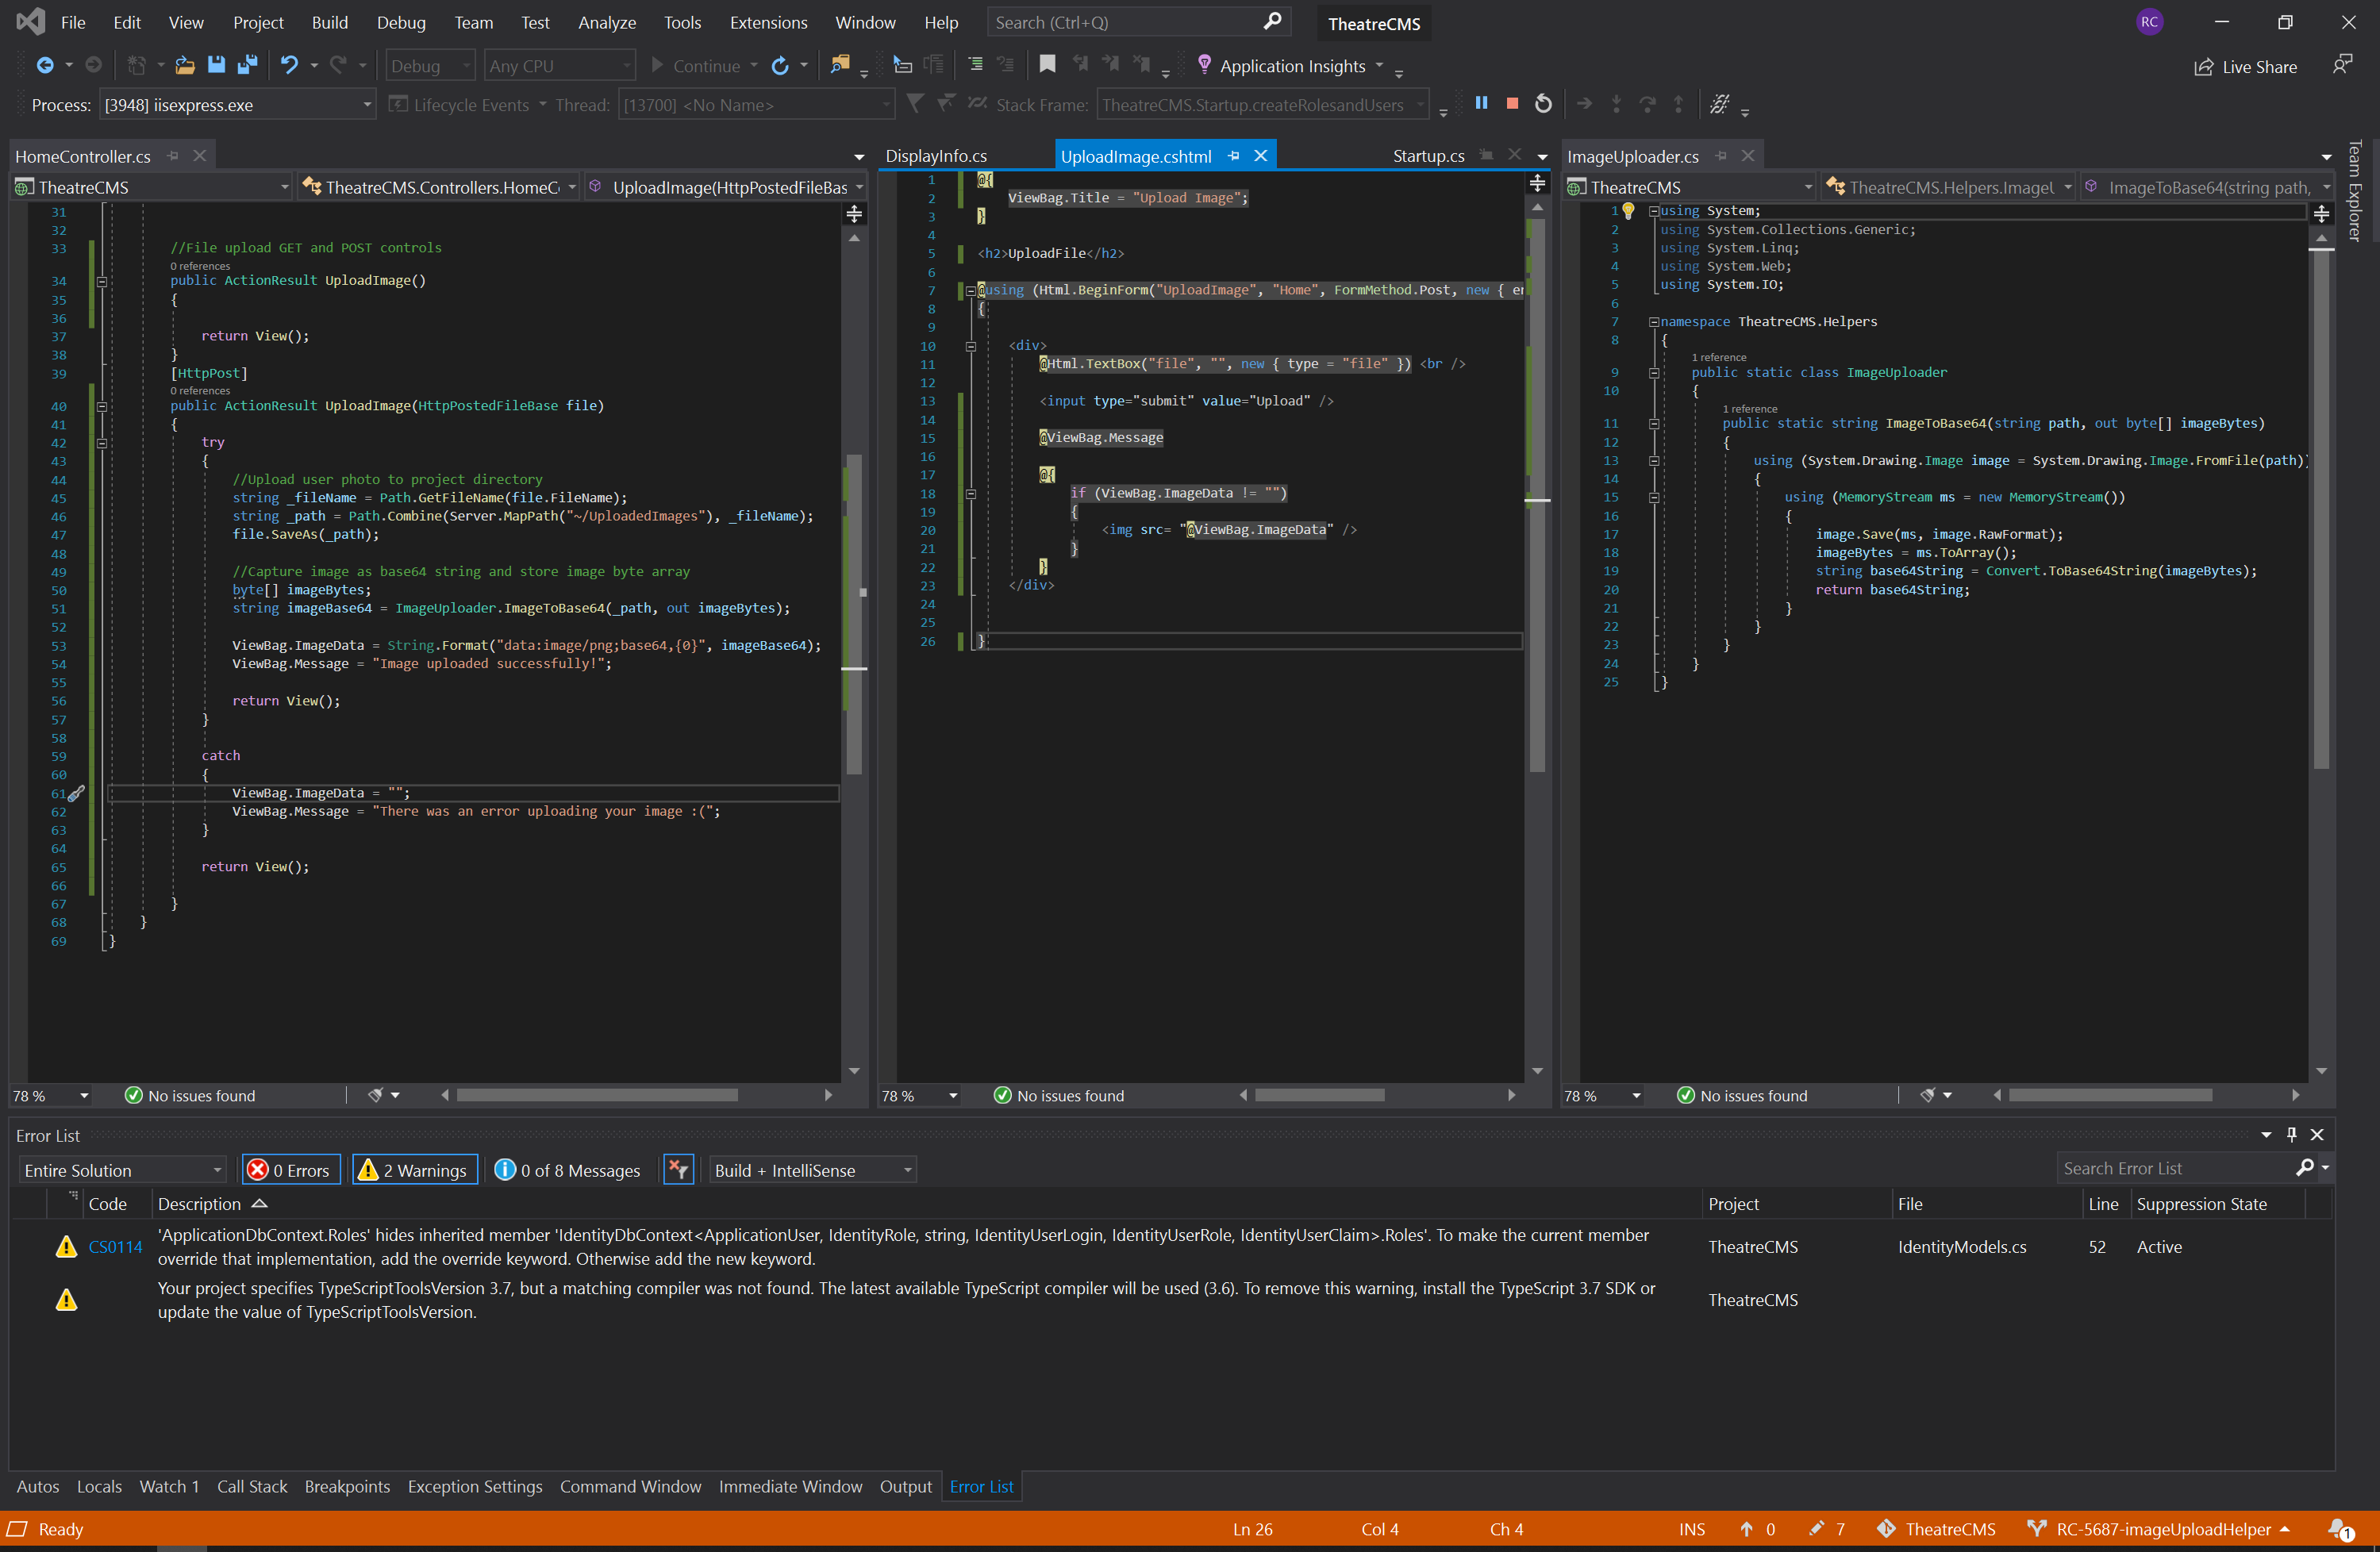 File Edit View Project Build Debug Team Test Analyze Tools Extensions Window Help Search (Ctrl+Q) TheatreCMS RC
Debug Any CPU Continue Application Insights Live Share
Process: [3948] iisexpress.exe Lifecycle Events Thread: [13700] <No Name> Stack Frame: TheatreCMS.Startup.createRolesandUsers
HomeController.cs
TheatreCMS TheatreCMS.Controllers.HomeC UploadImage(HttpPostedFileBas
31
32
33 //File upload GET and POST controls
0 references
34 public ActionResult UploadImage()
35 {
36
37 return View();
38 }
39 [HttpPost]
0 references
40 public ActionResult UploadImage(HttpPostedFileBase file)
41 {
42 try
43 {
44 //Upload user photo to project directory
45 string _fileName = Path.GetFileName(file.FileName);
46 string _path = Path.Combine(Server.MapPath("~/UploadedImages"), _fileName);
47 file.SaveAs(_path);
48
49 //Capture image as base64 string and store image byte array
50 byte[] imageBytes;
51 string imageBase64 = ImageUploader.ImageToBase64(_path, out imageBytes);
52
53 ViewBag.ImageData = String.Format("data:image/png;base64,{0}", imageBase64);
54 ViewBag.Message = "Image uploaded successfully!";
55
56 return View();
57 }
58
59 catch
60 {
61 ViewBag.ImageData = "";
62 ViewBag.Message = "There was an error uploading your image :(";
63 }
64
65 return View();
66
67 }
68 }
69 }
78 % No issues found
DisplayInfo.cs UploadImage.cshtml Startup.cs
1 @{
2 ViewBag.Title = "Upload Image";
3 }
4
5 <h2>UploadFile</h2>
6
7 @using (Html.BeginForm("UploadImage", "Home", FormMethod.Post, new { en
8 {
9
10 <div>
11 @Html.TextBox("file", "", new { type = "file" }) <br />
12
13 <input type="submit" value="Upload" />
14
15 @ViewBag.Message
16
17 @{
18 if (ViewBag.ImageData != "")
19 {
20 <img src= "@ViewBag.ImageData" />
21 }
22 }
23 </div>
24
25
26 }
78 % No issues found
ImageUploader.cs
TheatreCMS TheatreCMS.Helpers.Imagel ImageToBase64(string path,
1 using System;
2 using System.Collections.Generic;
3 using System.Linq;
4 using System.Web;
5 using System.IO;
6
7 namespace TheatreCMS.Helpers
8 {
1 reference
9 public static class ImageUploader
10 {
1 reference
11 public static string ImageToBase64(string path, out byte[] imageBytes)
12 {
13 using (System.Drawing.Image image = System.Drawing.Image.FromFile(path))
14 {
15 using (MemoryStream ms = new MemoryStream())
16 {
17 image.Save(ms, image.RawFormat);
18 imageBytes = ms.ToArray();
19 string base64String = Convert.ToBase64String(imageBytes);
20 return base64String;
21 }
22 }
23 }
24 }
25 }
78 % No issues found
Team Explorer
Error List
Entire Solution 0 Errors 2 Warnings 0 of 8 Messages Build + IntelliSense Search Error List
Code Description Project File Line Suppression State
CS0114 'ApplicationDbContext.Roles' hides inherited member 'IdentityDbContext<ApplicationUser, IdentityRole, string, IdentityUserLogin, IdentityUserRole, IdentityUserClaim>.Roles'. To make the current member TheatreCMS IdentityModels.cs 52 Active
override that implementation, add the override keyword. Otherwise add the new keyword.
Your project specifies TypeScriptToolsVersion 3.7, but a matching compiler was not found. The latest available TypeScript compiler will be used (3.6). To remove this warning, install the TypeScript 3.7 SDK or TheatreCMS
update the value of TypeScriptToolsVersion.
Autos Locals Watch 1 Call Stack Breakpoints Exception Settings Command Window Immediate Window Output Error List
Ready Ln 26 Col 4 Ch 4 INS 0 7 TheatreCMS RC-5687-imageUploadHelper 1